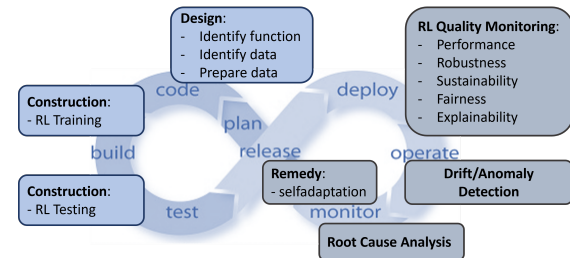 Design:
- Identify function
- Identify data
- Prepare data
RL Quality Monitoring:
- Performance
- Robustness
- Sustainability
- Fairness
- Explainability
Construction:
- RL Training
code
deploy
plan
build
release
operate
Construction:
- RL Testing
Remedy:
- selfadaptation
Drift/Anomaly
Detection
test
monitor
Root Cause Analysis